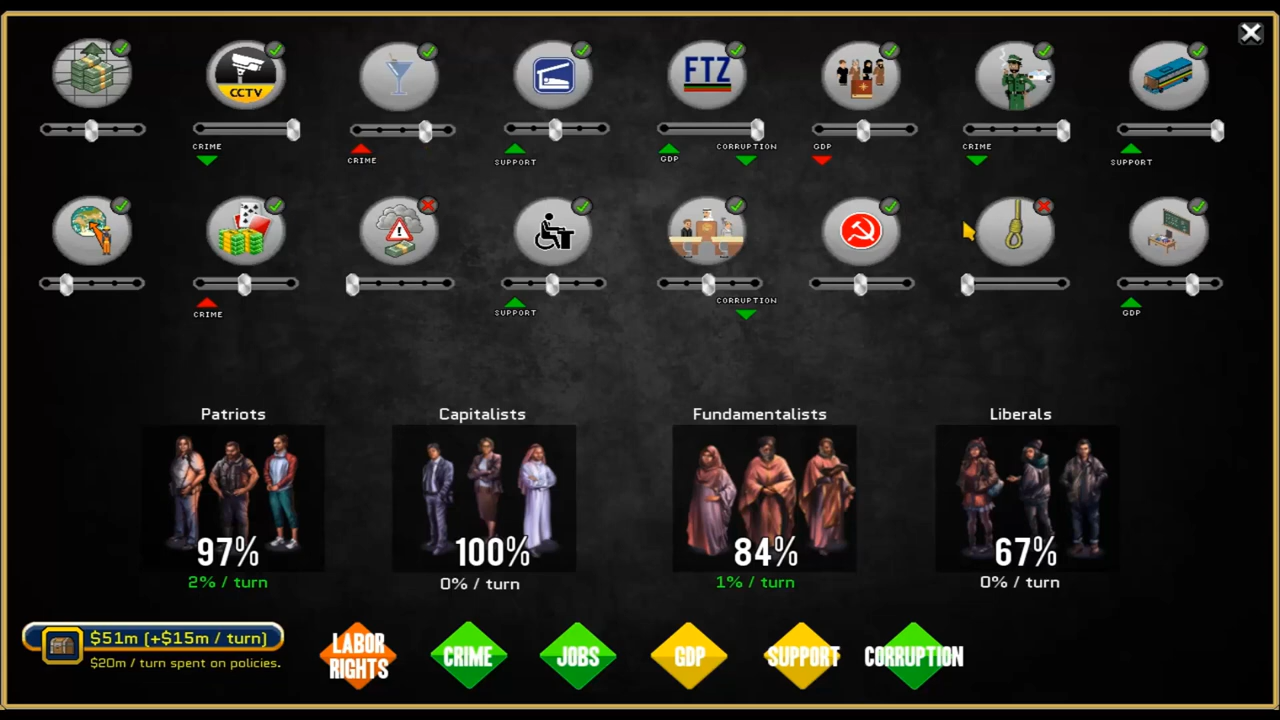 CCTV
FTZ
CRIME
CRIME
SUPPORT
GDP
CORRUPTION
GDP
CRIME
SUPPORT
CRIME
SUPPORT
CORRUPTION
GDP
Patriots
Capitalists
Fundamentalists
Liberals
97%
100%
84%
67%
2% / turn
0% / turn
1% / turn
0% / turn
$51m (+$15m / turn)
$20m / turn spent on policies.
LABOR
RIGHTS
CRIME
JOBS
GDP
SUPPORT
CORRUPTION